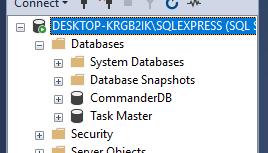 Connect
DESKTOP-KRGB2IK\SQLEXPRESS (SQL S
Databases
System Databases
Database Snapshots
CommanderDB
Task Master
Security
Server Objects